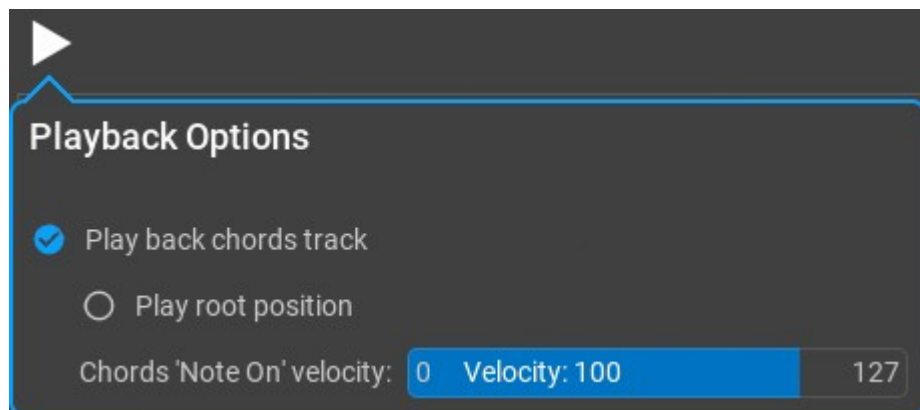 Playback Options
Play back chords track
Play root position
Chords 'Note On' velocity: 0 Velocity: 100 127